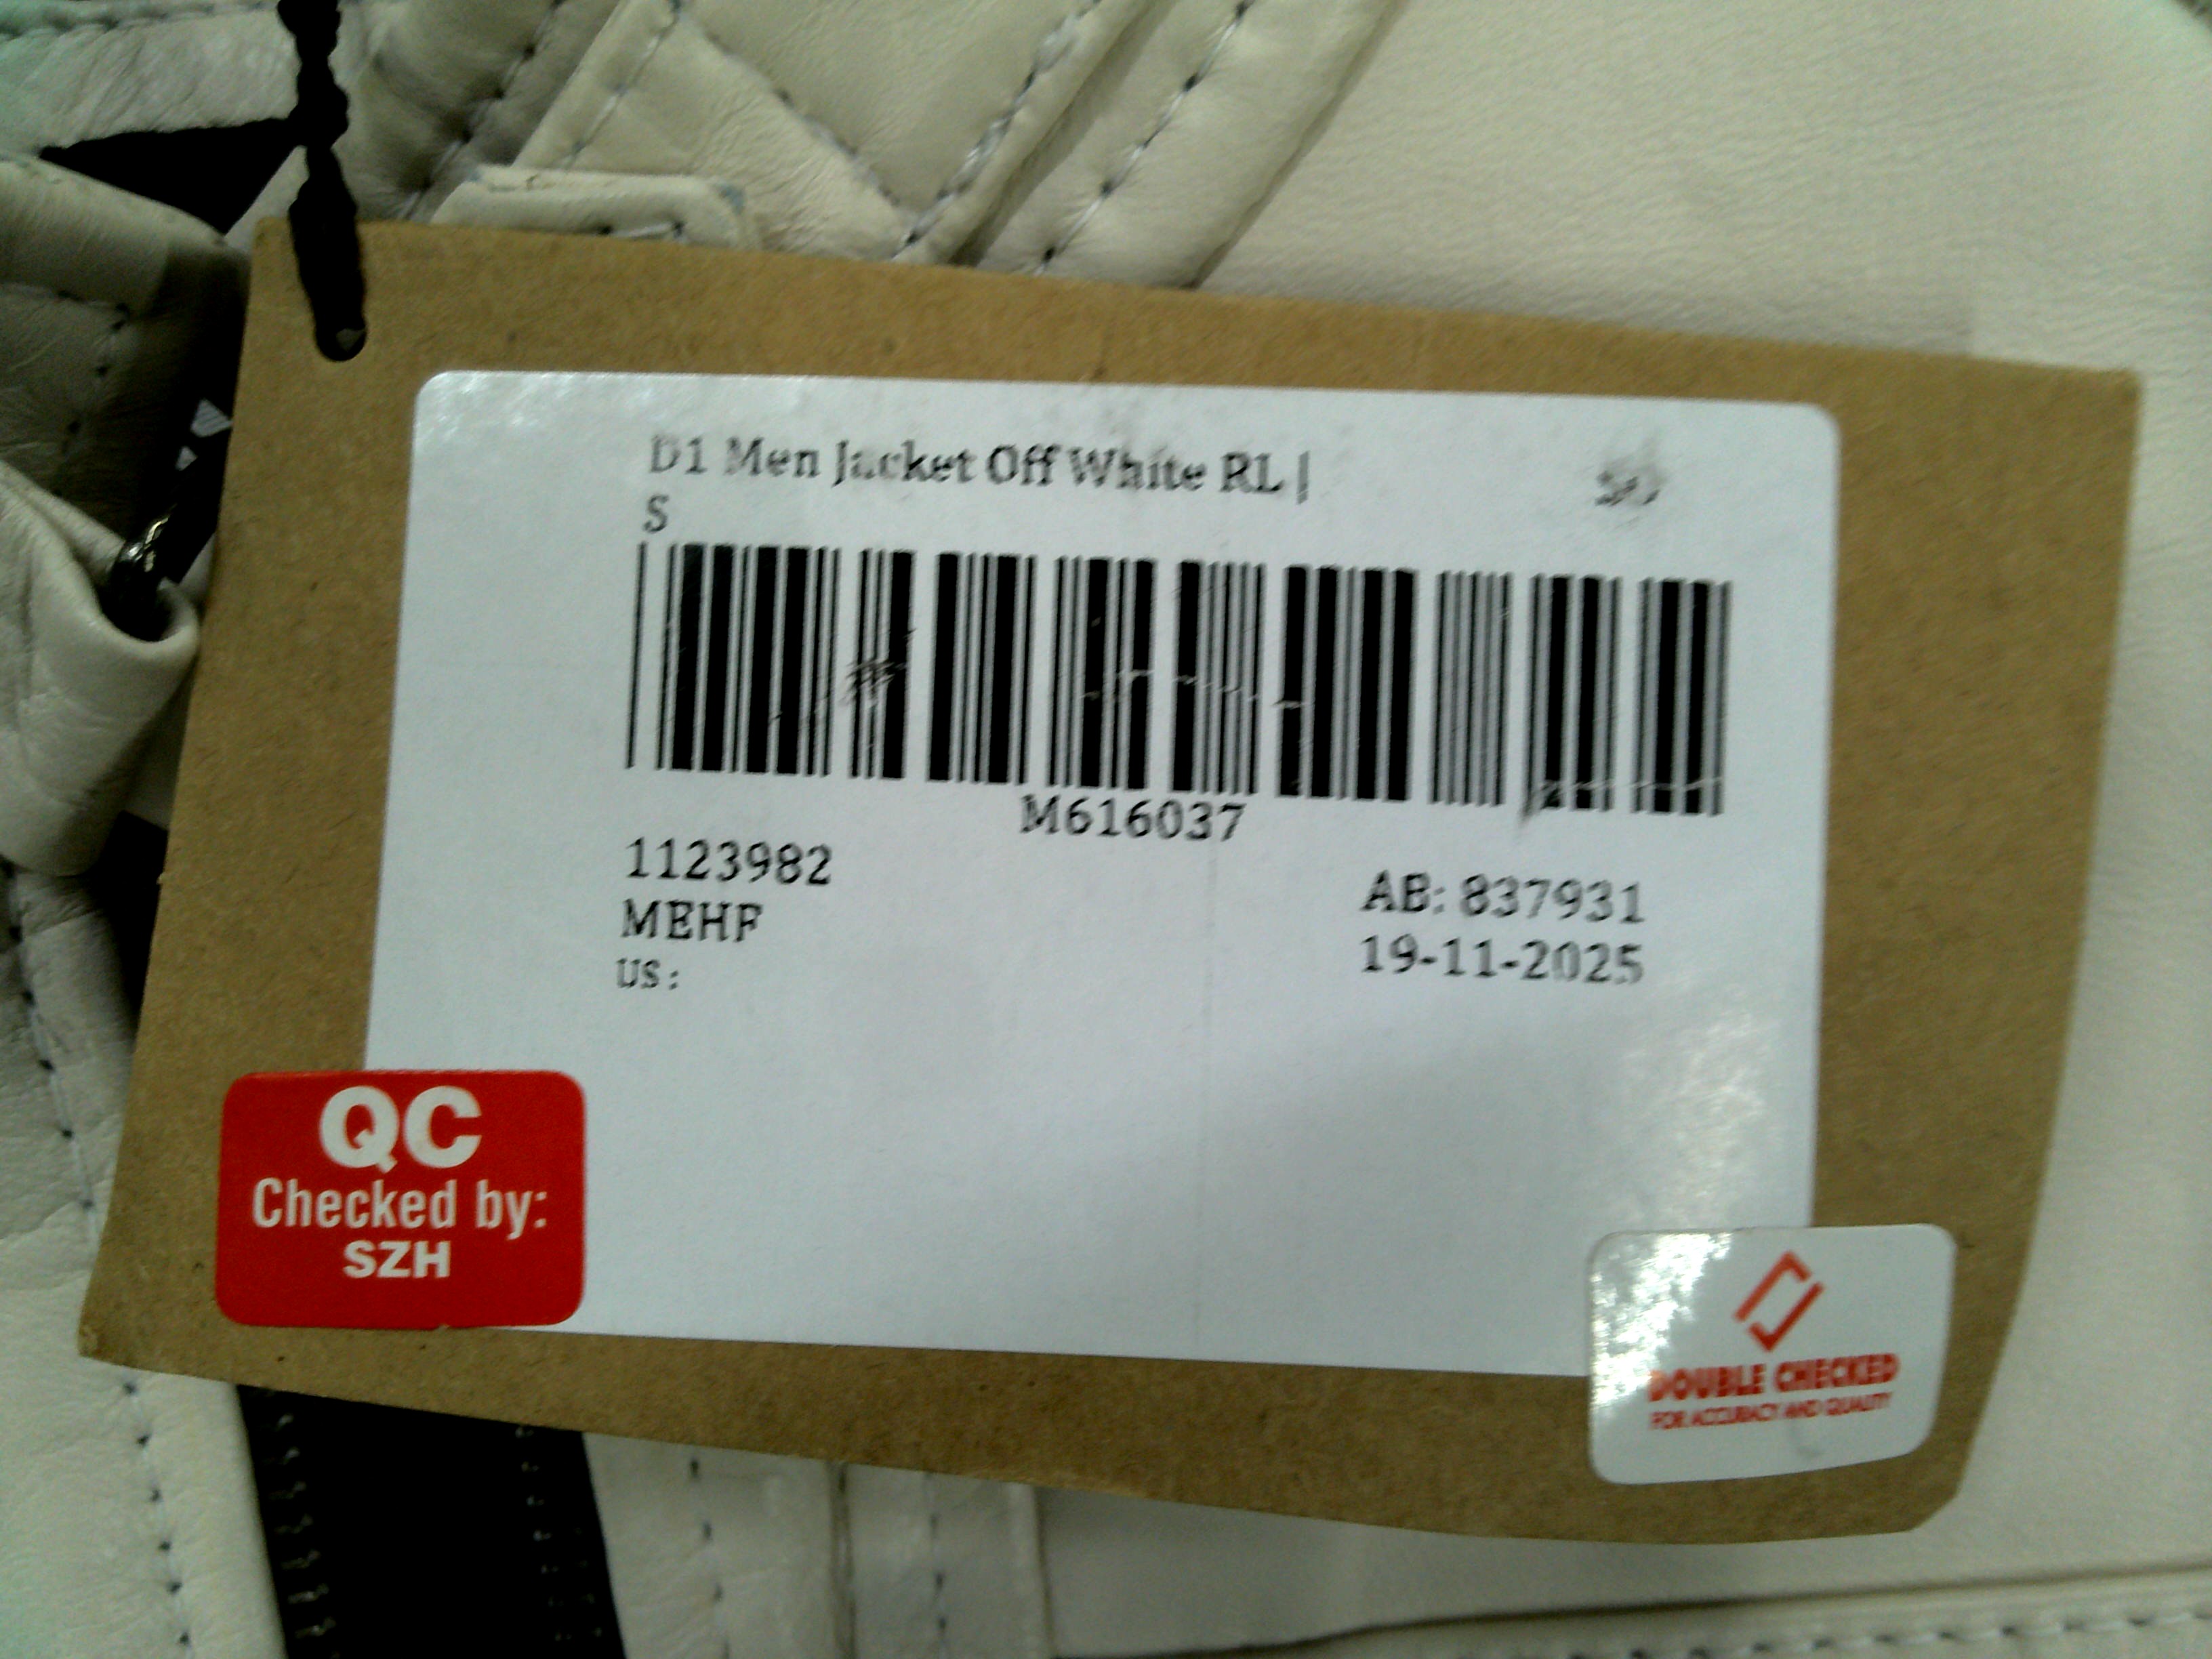 D1 Men Jacket Off White RL |
S
M616037
1123982
MEHF
US:
AB: 837931
19-11-2025
QC
Checked by:
SZH
DOUBLE CHECKED
FOR ACCURACY AND QUALITY